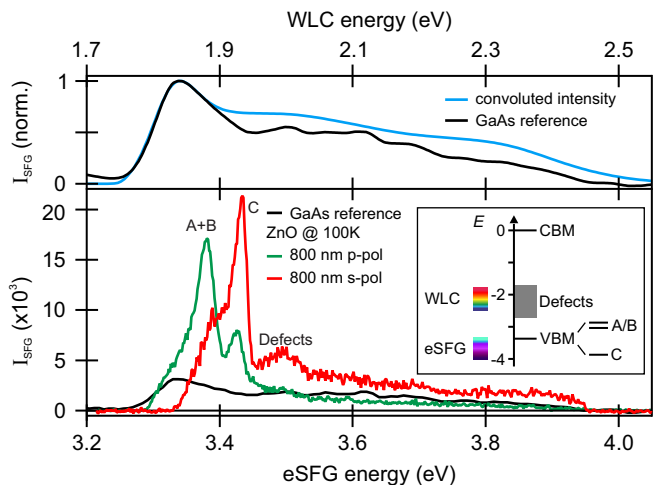 WLC energy (eV)
1.7 1.9 2.1 2.3 2.5
I_SFG (norm.)
1
0
convoluted intensity
GaAs reference
I_SFG (x10³)
20
15
10
5
0
A+B
C
Defects
GaAs reference
ZnO @ 100K
800 nm p-pol
800 nm s-pol
E
0
-2
-4
CBM
WLC
Defects
eSFG
VBM
A/B
C
3.2 3.4 3.6 3.8 4.0
eSFG energy (eV)